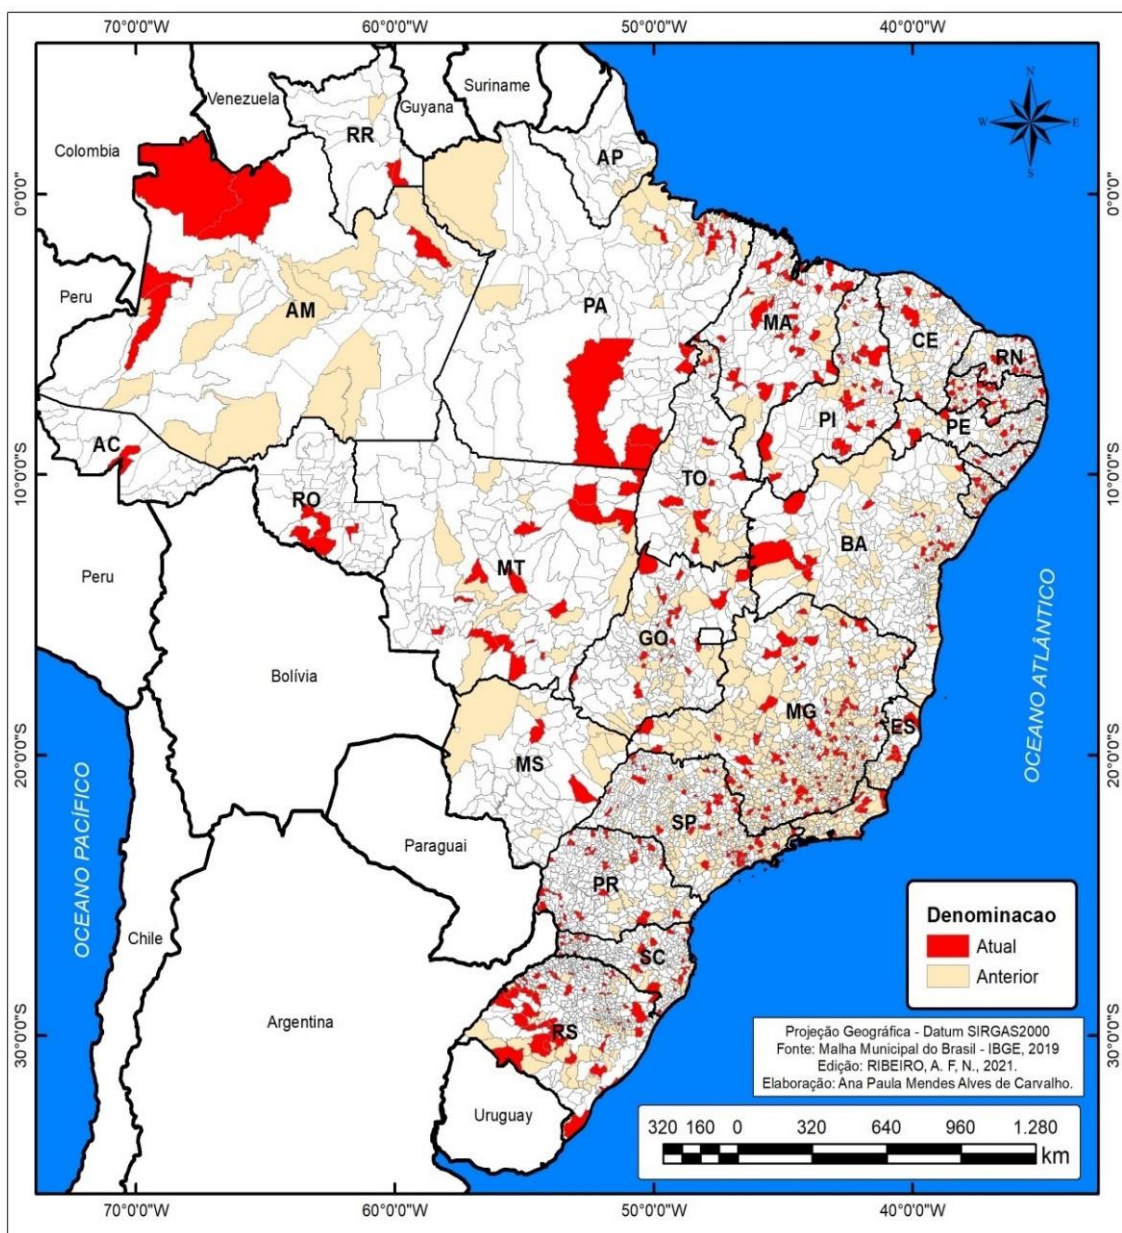 70°0'0"W 60°0'0"W 50°0'0"W 40°0'0"W
Venezuela
Guyana
Suriname
Colombia
RR
AP
N
W E
S
0°0'0"
0°0'0"
Peru
AM
PA
MA
CE
RN
PI
PE
AC
TO
10°0'0"S
10°0'0"S
RO
BA
MT
Peru
GO
Bolívia
OCEANO ATLÂNTICO
MG
ES
MS
20°0'0"S
20°0'0"S
SP
Paraguai
PR
OCEANO PACÍFICO
Chile
SC
Argentina
RS
30°0'0"S
30°0'0"S
Uruguay
Denominacao
Atual
Anterior
Projeção Geográfica - Datum SIRGAS2000
Fonte: Malha Municipal do Brasil - IBGE, 2019
Edição: RIBEIRO, A. F, N., 2021.
Elaboração: Ana Paula Mendes Alves de Carvalho.
320 160 0 320 640 960 1.280
km
70°0'0"W 60°0'0"W 50°0'0"W 40°0'0"W